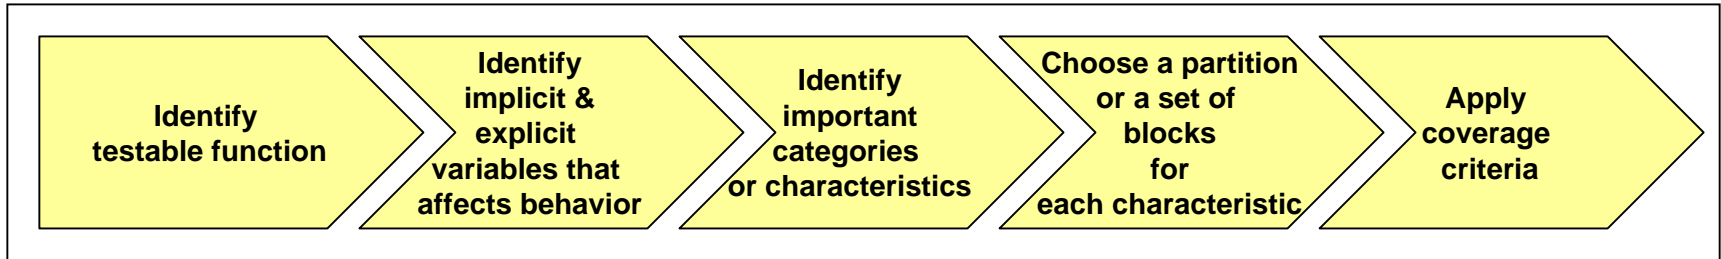 Identify
testable function
Identify
implicit &
explicit
variables that
affects behavior
Identify
important
categories
or characteristics
Choose a partition
or a set of
blocks
for
each characteristic
Apply
coverage
criteria